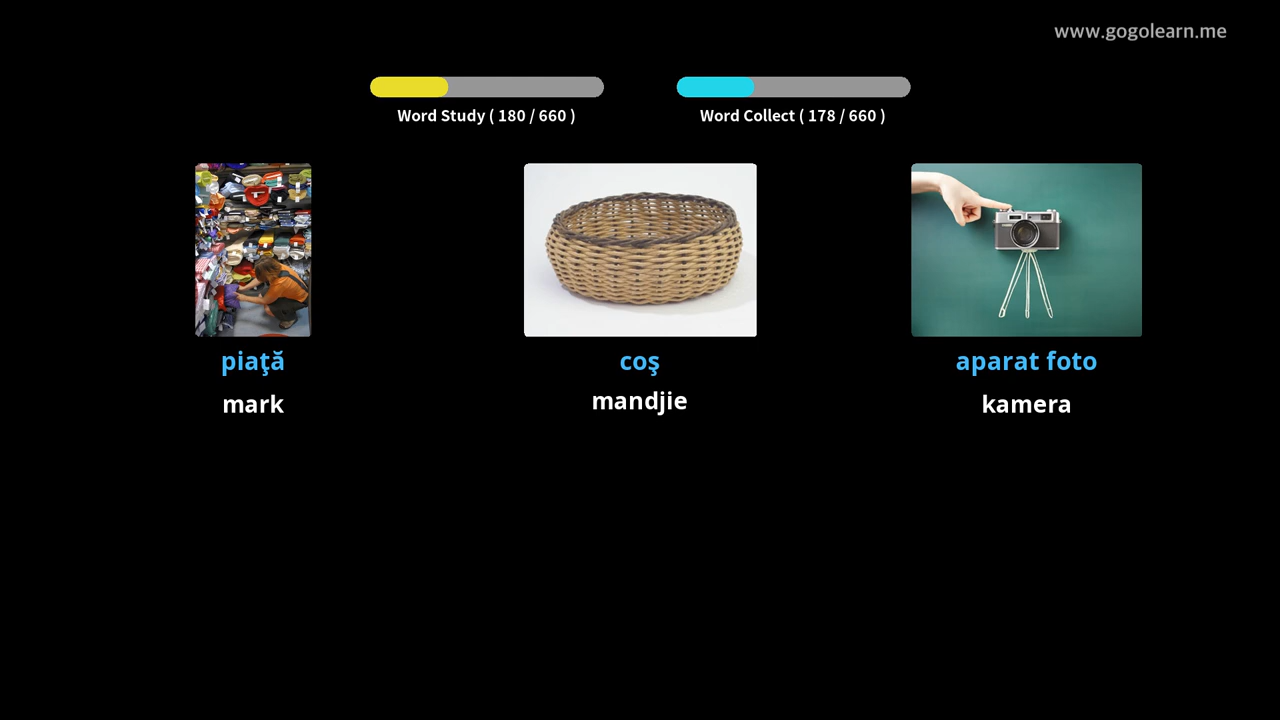 www.gogolearn.me
Word Study ( 180 / 660 )
Word Collect ( 178 / 660 )
piaţă
coş
aparat foto
mark
mandjie
kamera